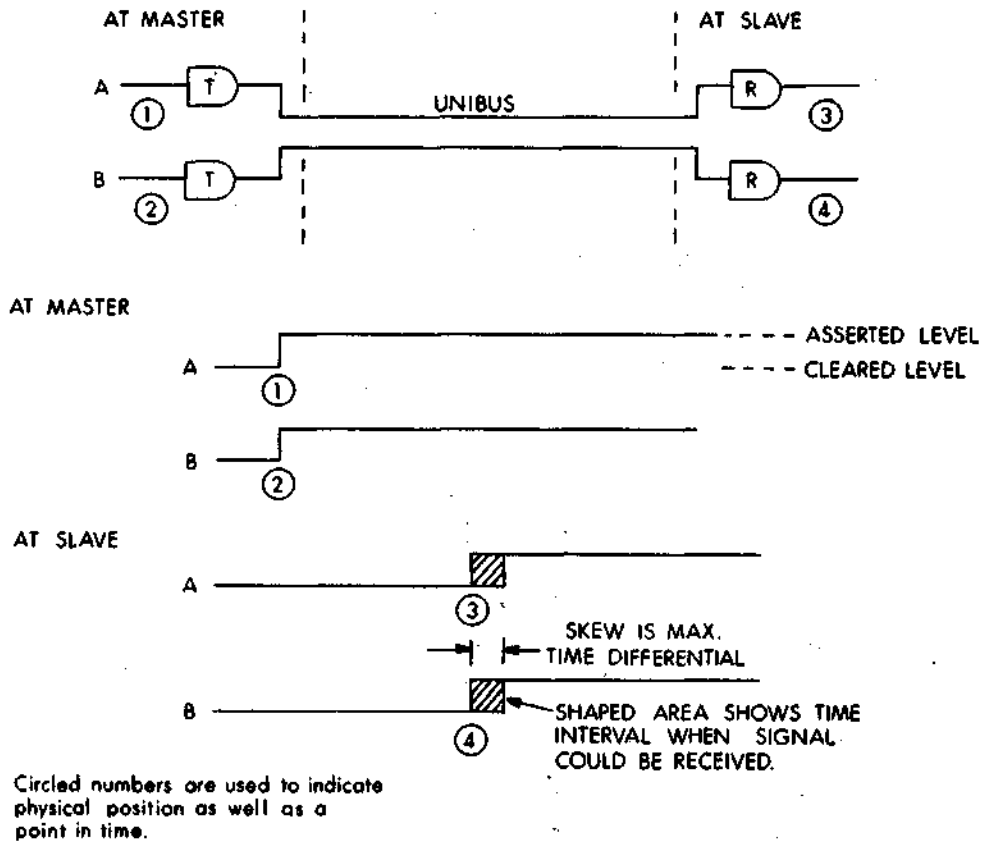 AT MASTER
AT SLAVE
A
T
1
UNIBUS
R
3
B
T
2
R
4
AT MASTER
A
1
ASSERTED LEVEL
CLEARED LEVEL
B
2
AT SLAVE
A
3
SKEW IS MAX.
TIME DIFFERENTIAL
B
4
SHAPED AREA SHOWS TIME
INTERVAL WHEN SIGNAL
COULD BE RECEIVED.
Circled numbers are used to indicate
physical position as well as a
point in time.